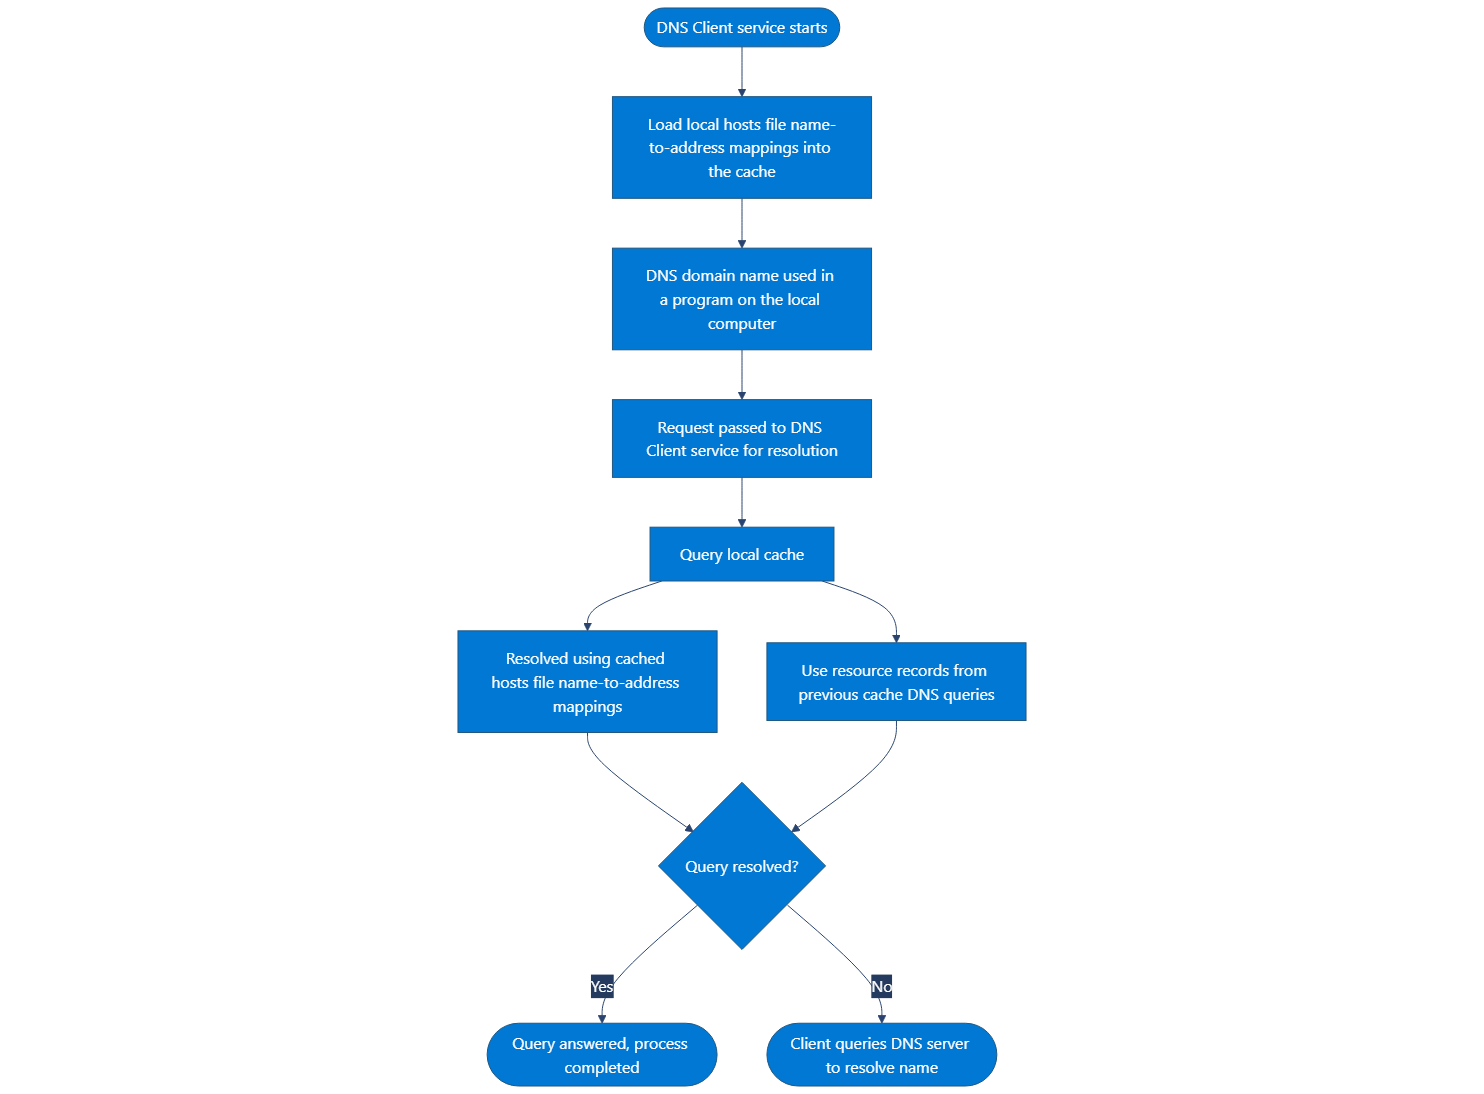 DNS Client service starts
Load local hosts file name-
to-address mappings into
the cache
DNS domain name used in
a program on the local
computer
Request passed to DNS
Client service for resolution
Query local cache
Resolved using cached
hosts file name-to-address
mappings
Use resource records from
previous cache DNS queries
Query resolved?
Yes
No
Query answered, process
completed
Client queries DNS server
to resolve name